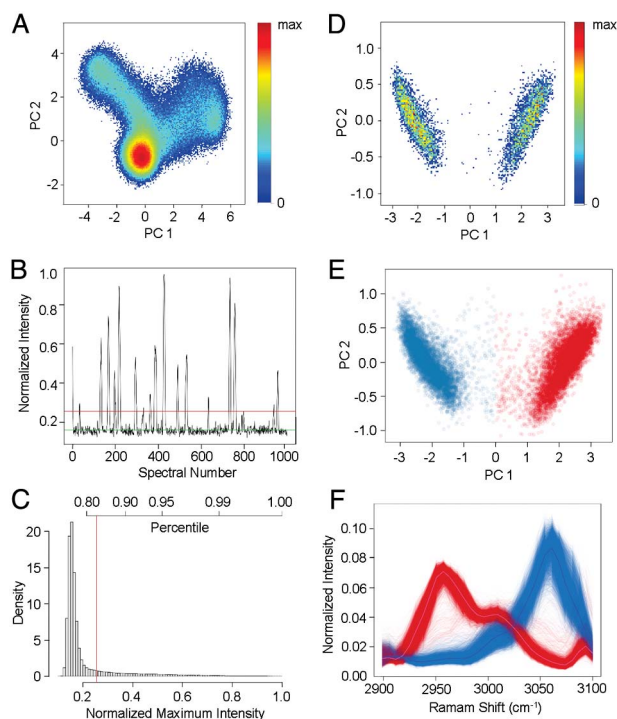 A
max
0
4
2
0
-2
PC 2
-4 -2 0 2 4 6
PC 1
D
max
0
1.0
0.5
0.0
-0.5
-1.0
PC 2
-3 -2 -1 0 1 2 3
PC 1
B
1.0
0.8
0.6
0.4
0.2
Normalized Intensity
0 200 400 600 800 1000
Spectral Number
E
1.0
0.5
0.0
-0.5
-1.0
PC 2
-3 -2 -1 0 1 2 3
PC 1
C
0.80 0.90 0.95 0.99 1.00
Percentile
20
15
10
5
0
Density
0.2 0.4 0.6 0.8 1.0
Normalized Maximum Intensity
F
0.10
0.08
0.06
0.04
0.02
0.00
Normalized Intensity
2900 2950 3000 3050 3100
Ramam Shift (cm⁻¹)